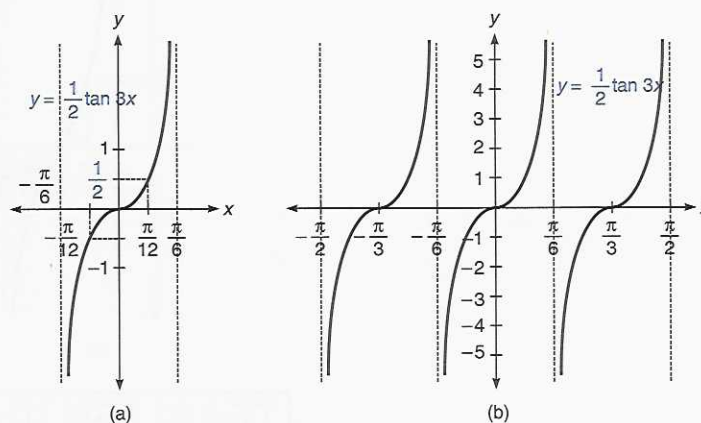 y
y = 1/2 tan 3x
1
1/2
-π/6
x
-π/12
π/12
π/6
-1
(a)
y
5
y = 1/2 tan 3x
4
3
2
1
-π/2
-π/3
-π/6
π/6
π/3
π/2
-1
-2
-3
-4
-5
(b)